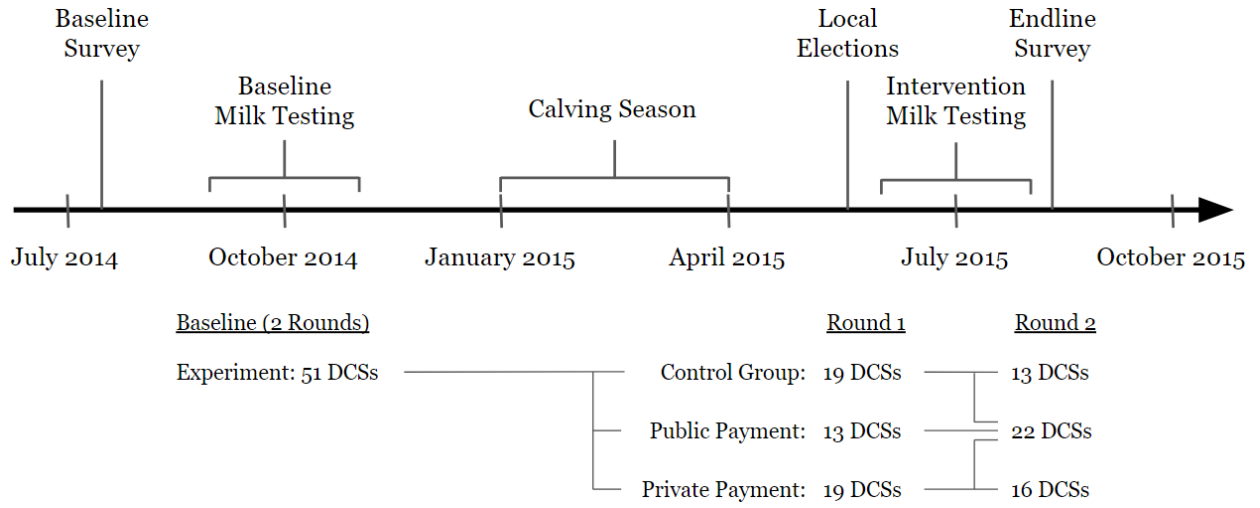 Baseline
Survey
Local
Elections
Endline
Survey
Baseline
Milk Testing
Calving Season
Intervention
Milk Testing
July 2014
October 2014
January 2015
April 2015
July 2015
October 2015
Baseline (2 Rounds)
Round 1
Round 2
Experiment: 51 DCSs
Control Group:
19 DCSs
13 DCSs
Public Payment:
13 DCSs
22 DCSs
Private Payment:
19 DCSs
16 DCSs